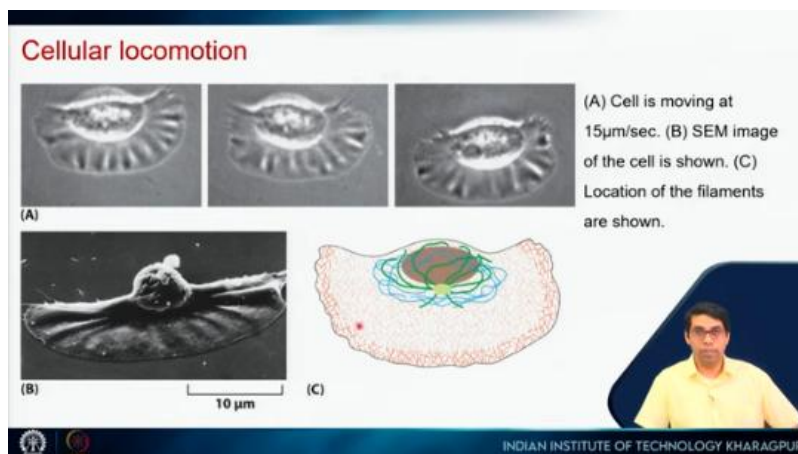 Cellular locomotion
(A) Cell is moving at
15μm/sec. (B) SEM image
of the cell is shown. (C)
Location of the filaments
are shown.
(A)
(B)
10 μm
(C)
INDIAN INSTITUTE OF TECHNOLOGY KHARAGPUR